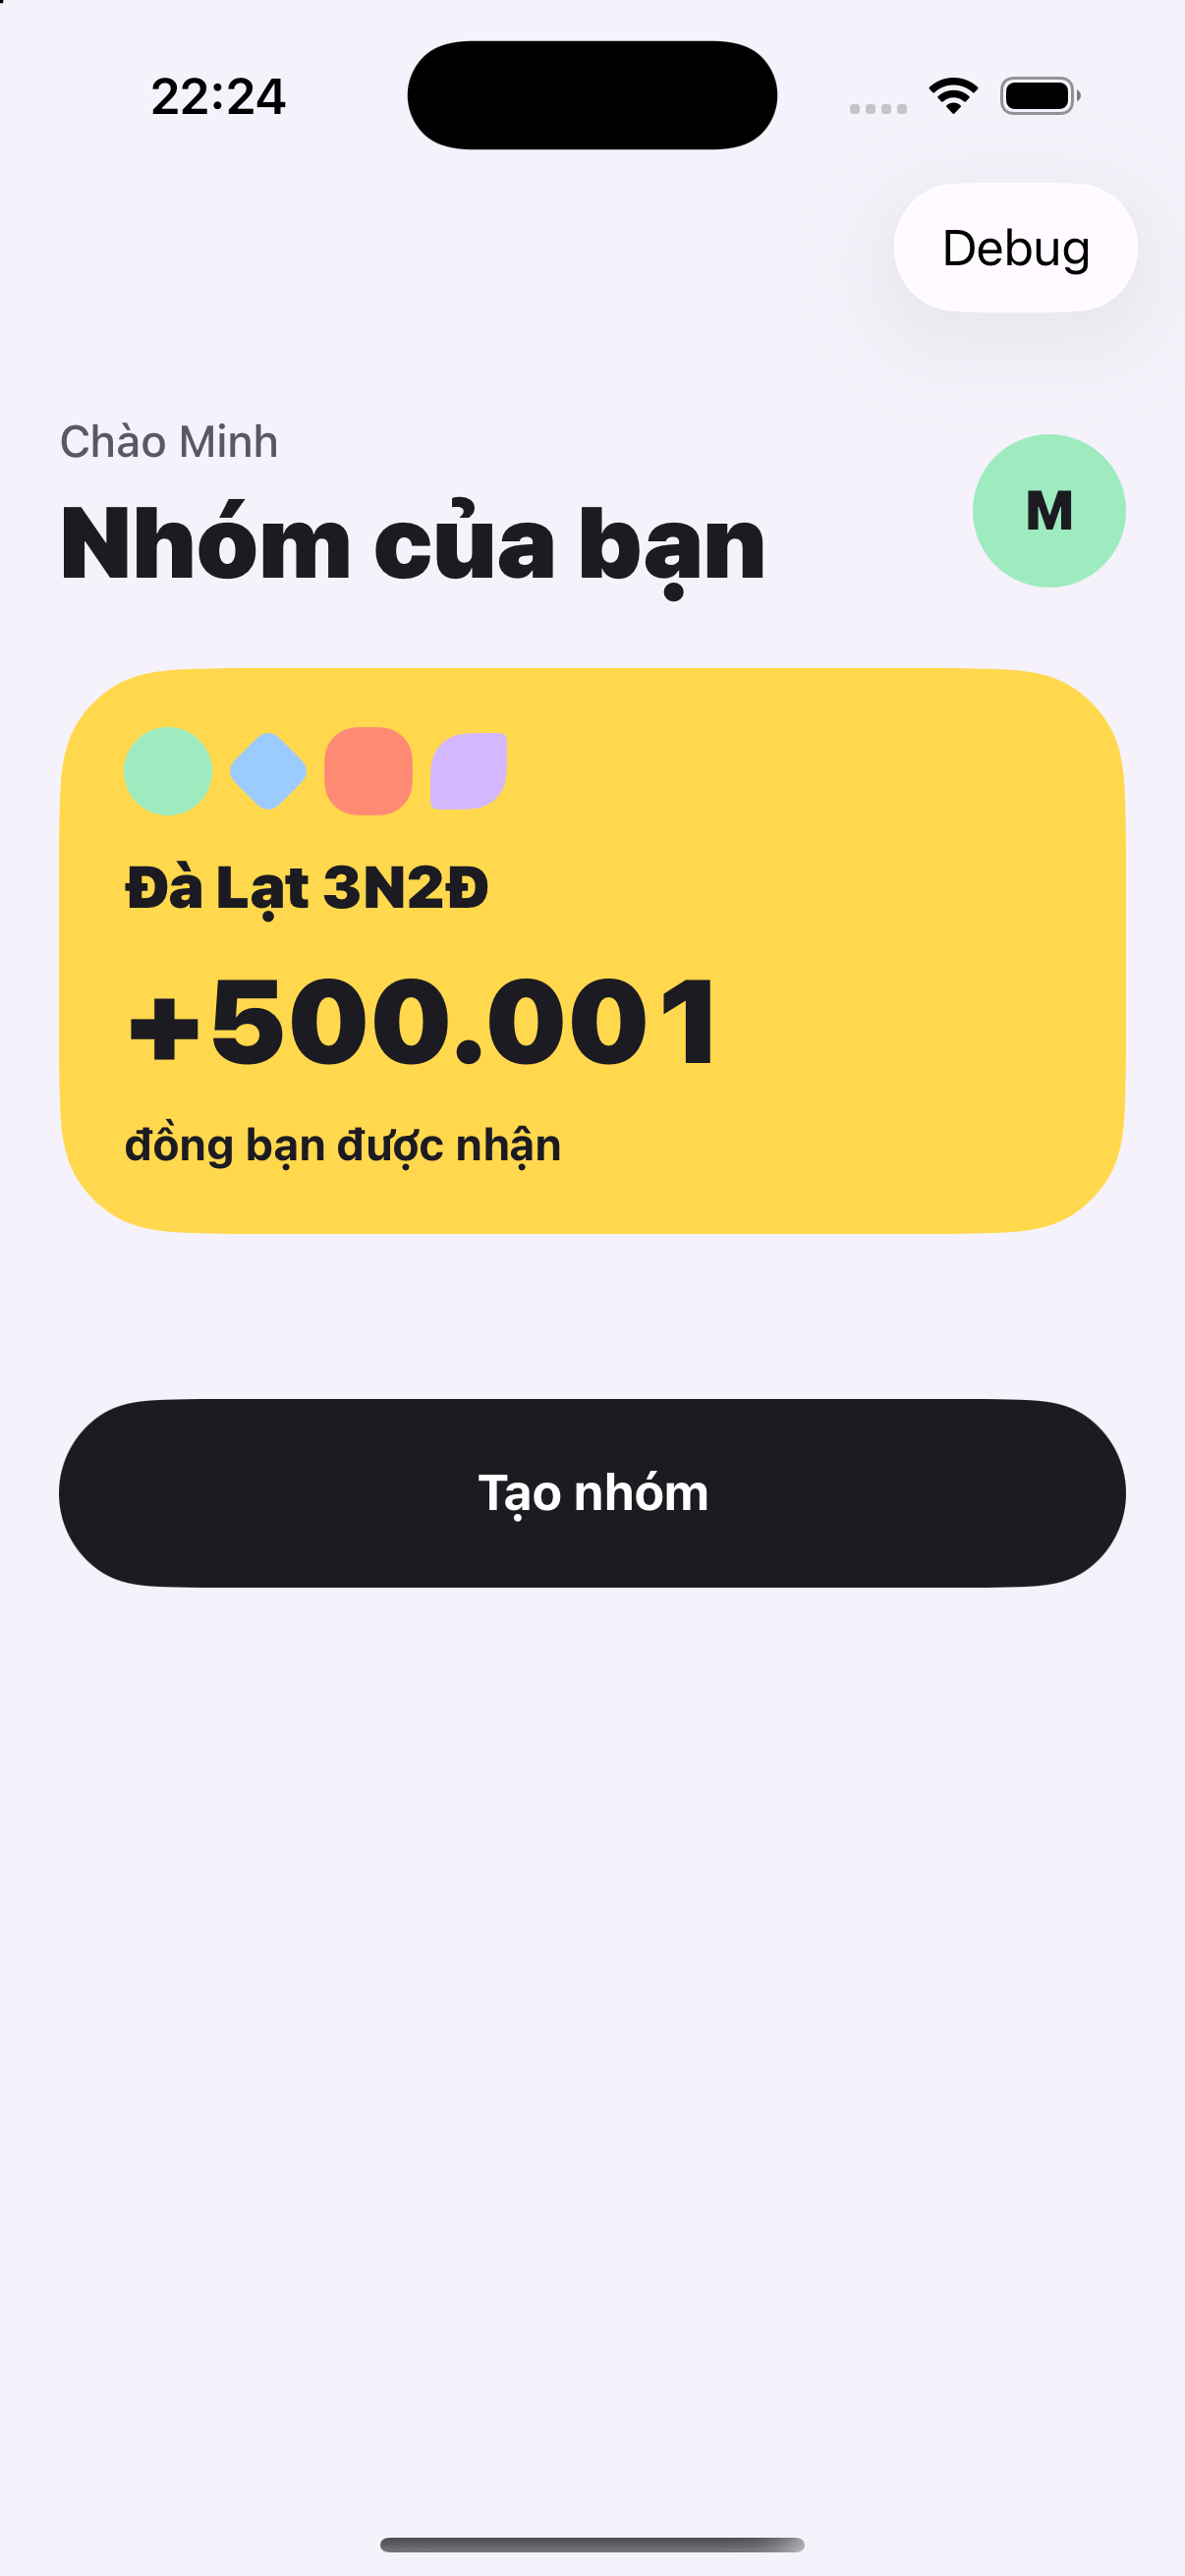 22:24
Debug
Chào Minh
Nhóm của bạn
M
Đà Lạt 3N2Đ
+500.001
đồng bạn được nhận
Tạo nhóm